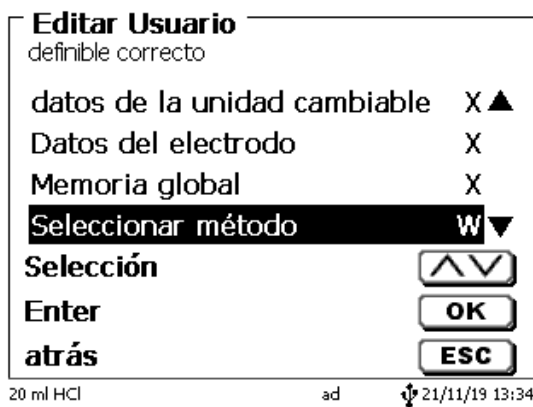 Editar Usuario
definible correcto
datos de la unidad cambiable X
Datos del electrodo X
Memoria global X
Seleccionar método W
Selección
Enter OK
atrás ESC
20 ml HCl ad 21/11/19 13:34